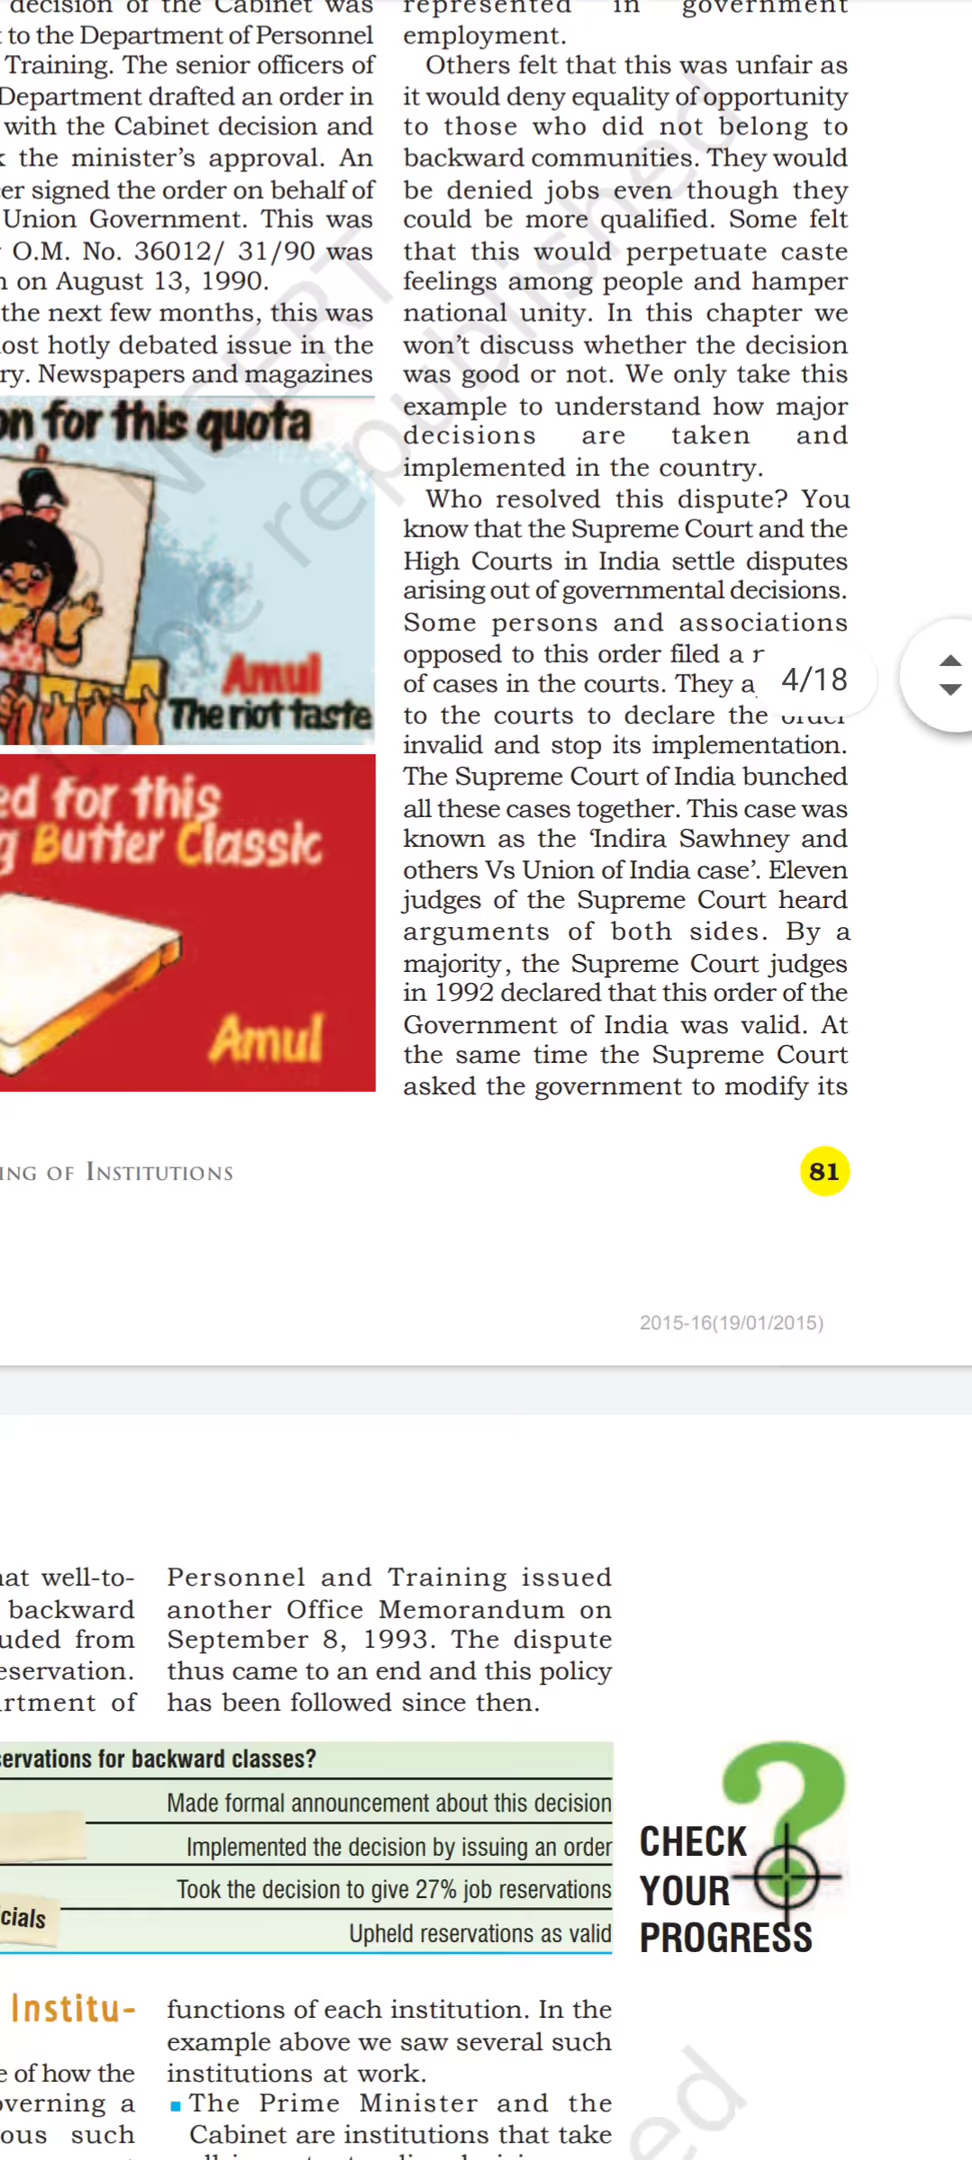 decision of the Cabinet was
to the Department of Personnel
Training. The senior officers of
Department drafted an order in
with the Cabinet decision and
the minister's approval. An
er signed the order on behalf of
Union Government. This was
O.M. No. 36012/ 31/90 was
on August 13, 1990.
the next few months, this was
ost hotly debated issue in the
ry. Newspapers and magazines
on for this quota
Amul
The riot taste
ed for this
g Butter Classic
Amul
represented in government
employment.
Others felt that this was unfair as
it would deny equality of opportunity
to those who did not belong to
backward communities. They would
be denied jobs even though they
could be more qualified. Some felt
that this would perpetuate caste
feelings among people and hamper
national unity. In this chapter we
won't discuss whether the decision
was good or not. We only take this
example to understand how major
decisions are taken and
implemented in the country.
Who resolved this dispute? You
know that the Supreme Court and the
High Courts in India settle disputes
arising out of governmental decisions.
Some persons and associations
opposed to this order filed a
of cases in the courts. They a
4/18
to the courts to declare the order
invalid and stop its implementation.
The Supreme Court of India bunched
all these cases together. This case was
known as the 'Indira Sawhney and
others Vs Union of India case'. Eleven
judges of the Supreme Court heard
arguments of both sides. By a
majority, the Supreme Court judges
in 1992 declared that this order of the
Government of India was valid. At
the same time the Supreme Court
asked the government to modify its
ING OF INSTITUTIONS
81
2015-16(19/01/2015)
hat well-to-
backward
uded from
eservation.
rtment of
Personnel and Training issued
another Office Memorandum on
September 8, 1993. The dispute
thus came to an end and this policy
has been followed since then.
servations for backward classes?
Made formal announcement about this decision
Implemented the decision by issuing an order
Took the decision to give 27% job reservations
cials
Upheld reservations as valid
CHECK
YOUR
PROGRESS
Institu-
e of how the
overning a
ous such
functions of each institution. In the
example above we saw several such
institutions at work.
The Prime Minister and the
Cabinet are institutions that take
© NCERT
be republished
ed